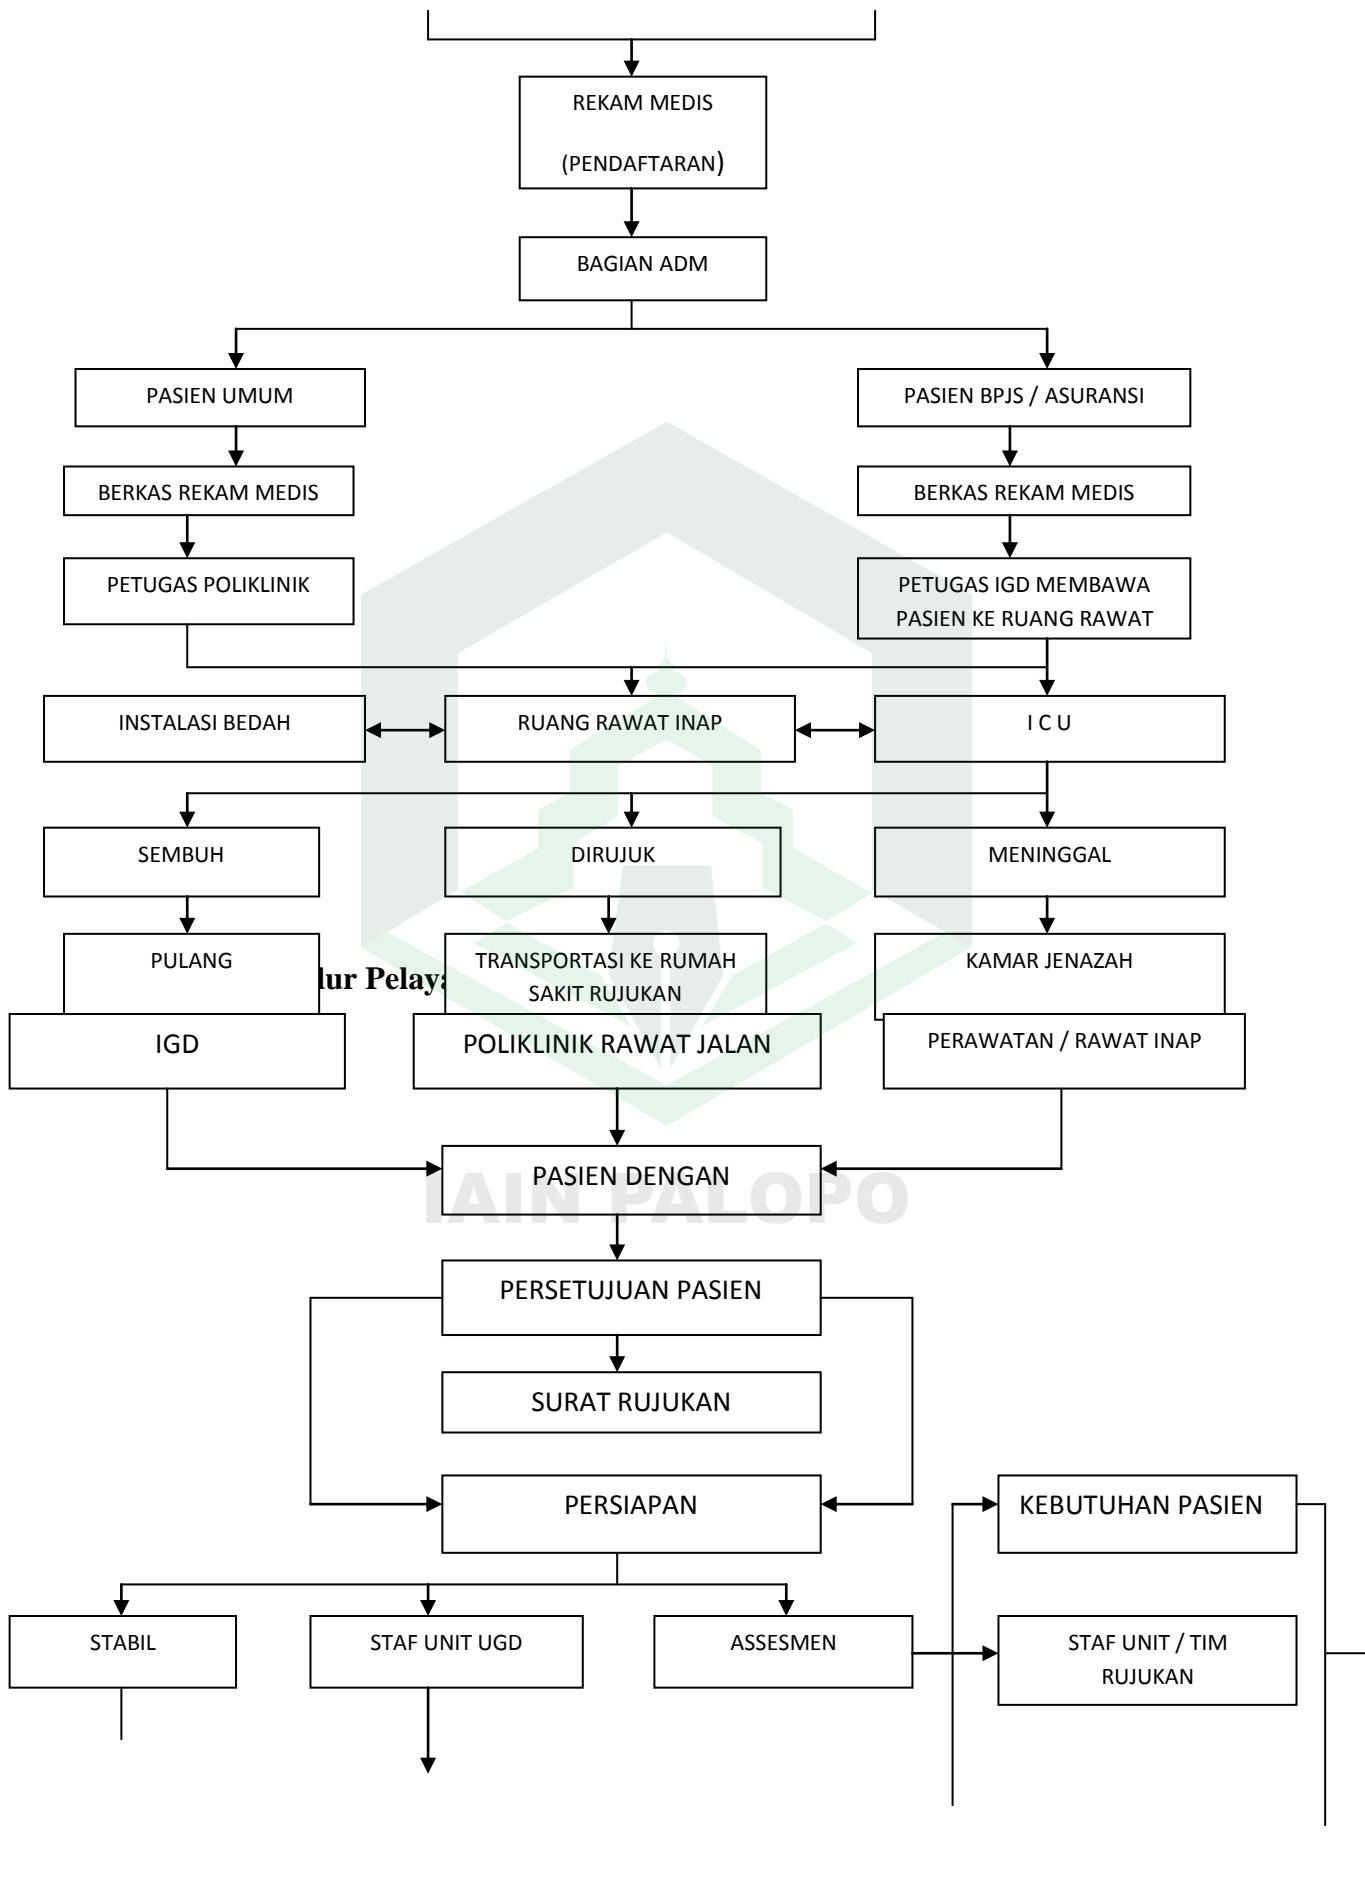 REKAM MEDIS
(PENDAFTARAN)
BAGIAN ADM
PASIEN UMUM
PASIEN BPJS / ASURANSI
BERKAS REKAM MEDIS
BERKAS REKAM MEDIS
PETUGAS POLIKLINIK
PETUGAS IGD MEMBAWA
PASIEN KE RUANG RAWAT
INSTALASI BEDAH
RUANG RAWAT INAP
I C U
SEMBUH
DIRUJUK
MENINGGAL
PULANG
TRANSPORTASI KE RUMAH
SAKIT RUJUKAN
KAMAR JENAZAH
lur Pelaya
IGD
POLIKLINIK RAWAT JALAN
PERAWATAN / RAWAT INAP
PASIEN DENGAN
IAIN PALOPO
PERSETUJUAN PASIEN
SURAT RUJUKAN
PERSIAPAN
KEBUTUHAN PASIEN
STABIL
STAF UNIT UGD
ASSESMEN
STAF UNIT / TIM
RUJUKAN